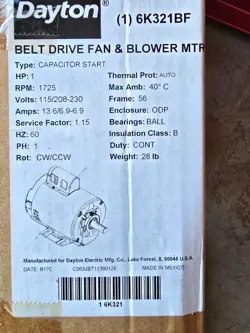 Dayton® (1) 6K321BF
BELT DRIVE FAN & BLOWER MTR
Type: CAPACITOR START
HP: 1 Thermal Prot: AUTO
RPM: 1725 Max Amb: 40° C
Volts: 115/208-230 Frame: 56
Amps: 13.6/6.9-6.9 Enclosure: ODP
Service Factor: 1.15 Bearings: BALL
HZ: 60 Insulation Class: B
PH: 1 Duty: CONT
Rot: CW/CCW Weight: 28 lb
Manufactured for Dayton Electric Mfg. Co., Lake Forest, IL 60045 U.S.A.
DATE: 617C MADE IN MEXICO
1 6K321